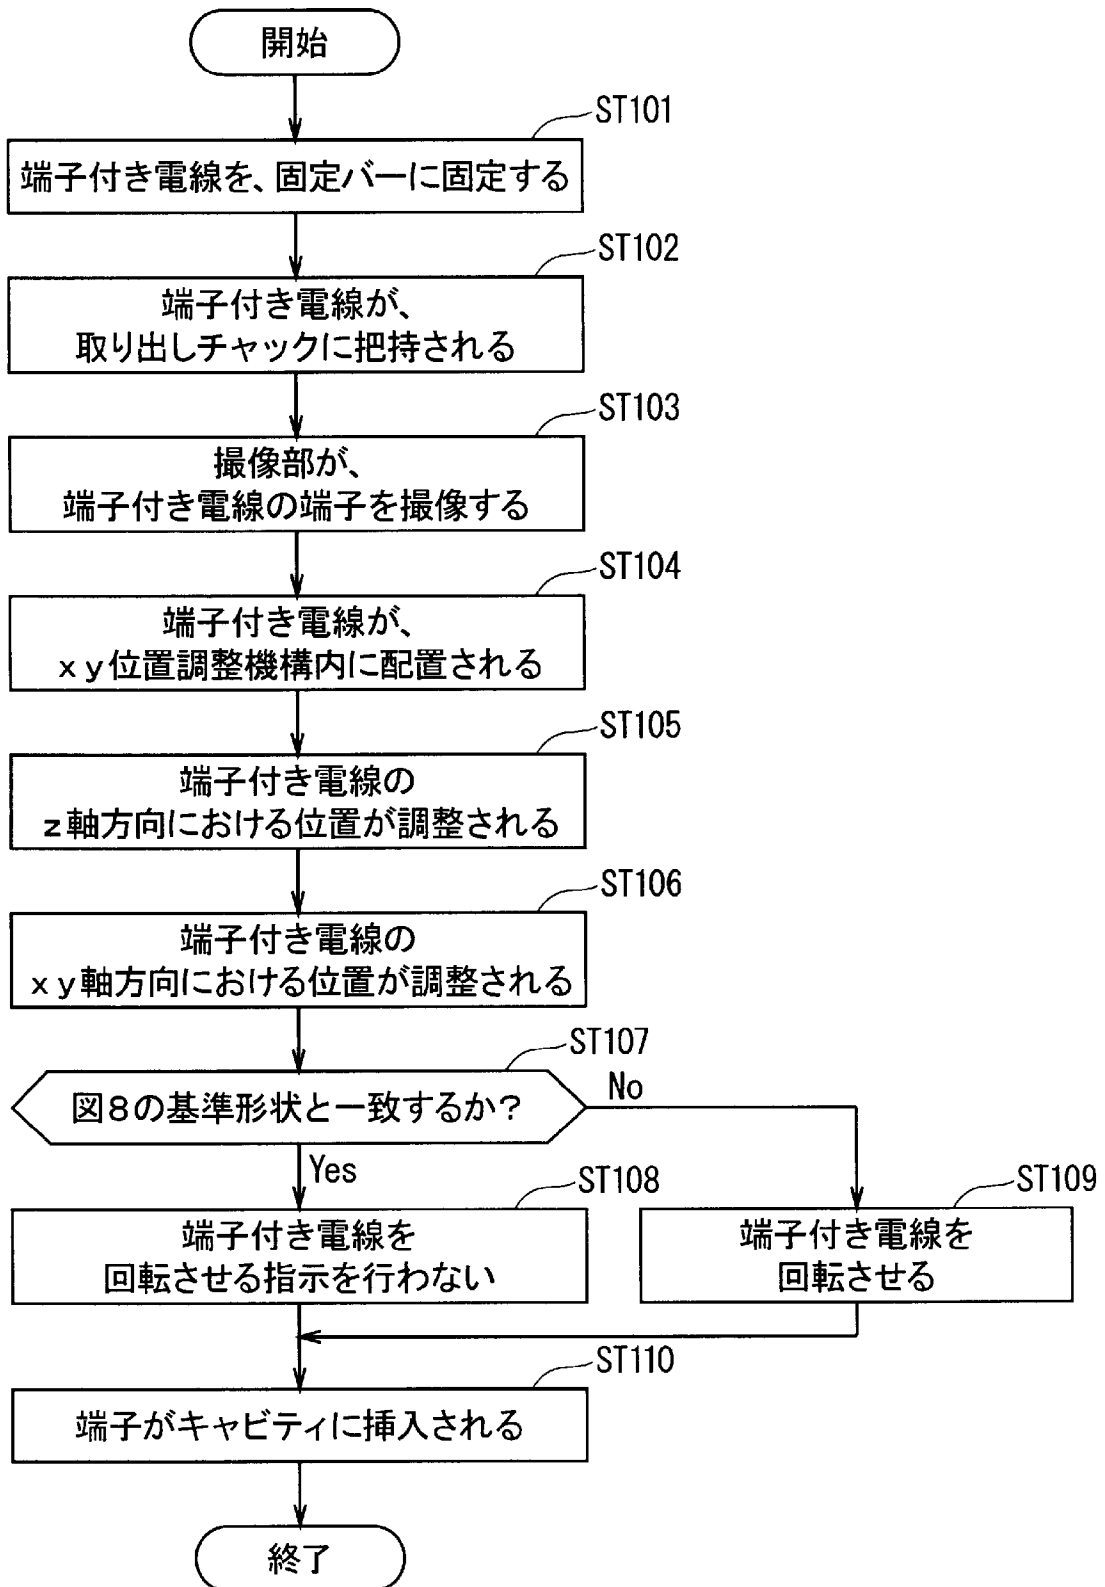 開始
ST101
端子付き電線を、固定バーに固定する
ST102
端子付き電線が、
取り出しチャックに把持される
ST103
撮像部が、
端子付き電線の端子を撮像する
ST104
端子付き電線が、
xy位置調整機構内に配置される
ST105
端子付き電線の
z軸方向における位置が調整される
ST106
端子付き電線の
xy軸方向における位置が調整される
ST107
図8の基準形状と一致するか?
No
Yes
ST108
端子付き電線を
回転させる指示を行わない
ST109
端子付き電線を
回転させる
ST110
端子がキャビティに挿入される
終了